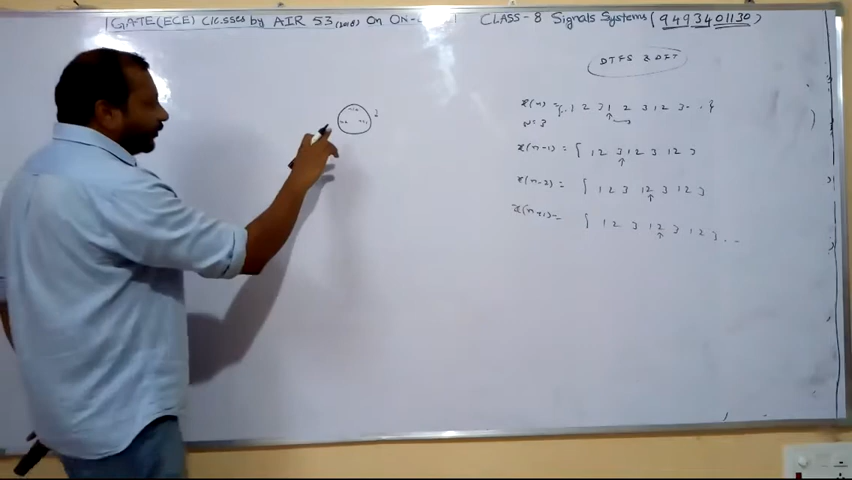 GATE(ECE) Classes by AIR 53 (2015) On ON- CLASS-8 Signals Systems (9493401130)
DTFS & DFT
x(n) = {. 1 2 3 1 2 3 1 2 3 . . }
↑
N=3
x(n-1) = { 1 2 3 1 2 3 1 2 3
↑
x(n-2) = { 1 2 3 1 2 3 1 2 3
↑
x(n+1) = { 1 2 3 1 2 3 1 2 3 . . .
↑